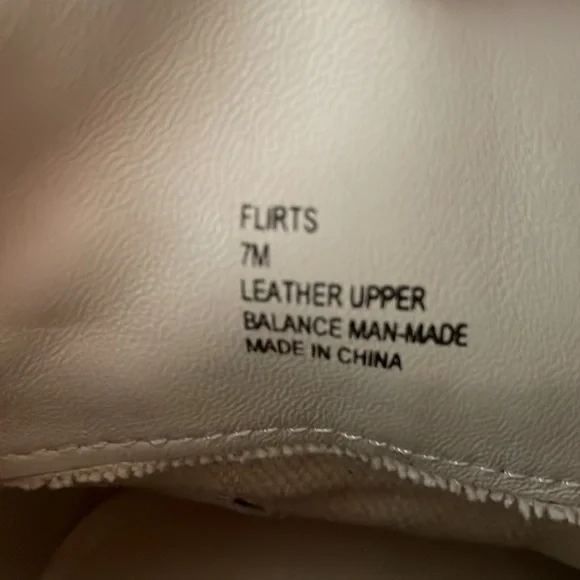 FLIRTS
7M
LEATHER UPPER
BALANCE MAN-MADE
MADE IN CHINA